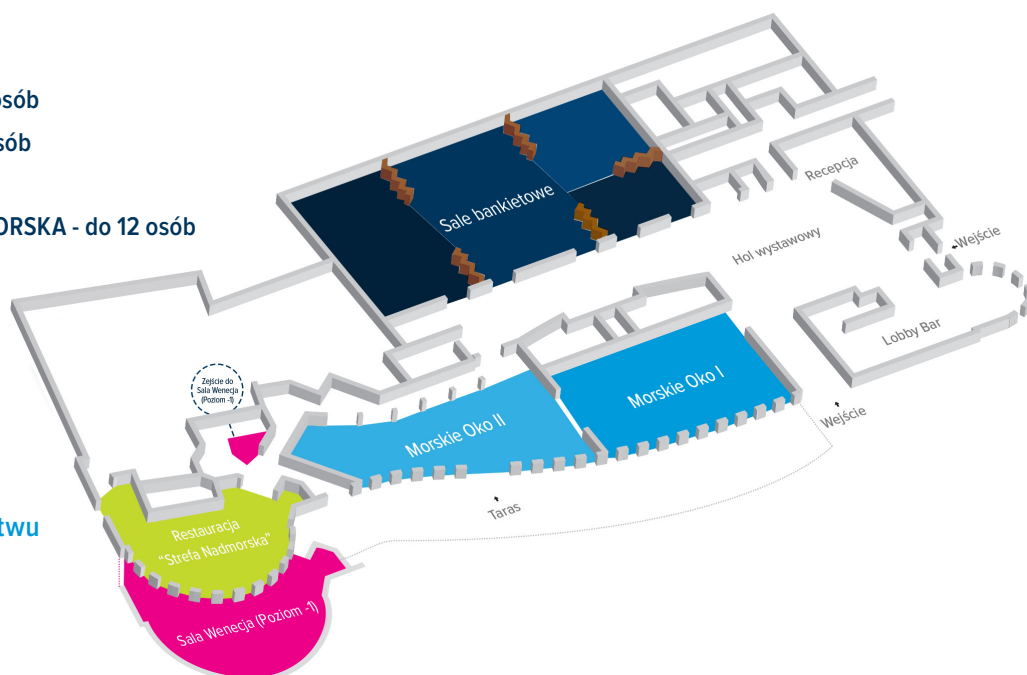 osób
osób
ORSKA - do 12 osób
twu
Sale bankietowe
Recepcja
Wejście
Hol wystawowy
Lobby Bar
Zejście do
Sala Wenecja
(Poziom -1)
Morskie Oko I
Morskie Oko II
Wejście
Taras
Restauracja
"Strefa Nadmorska"
Sala Wenecja (Poziom -1)